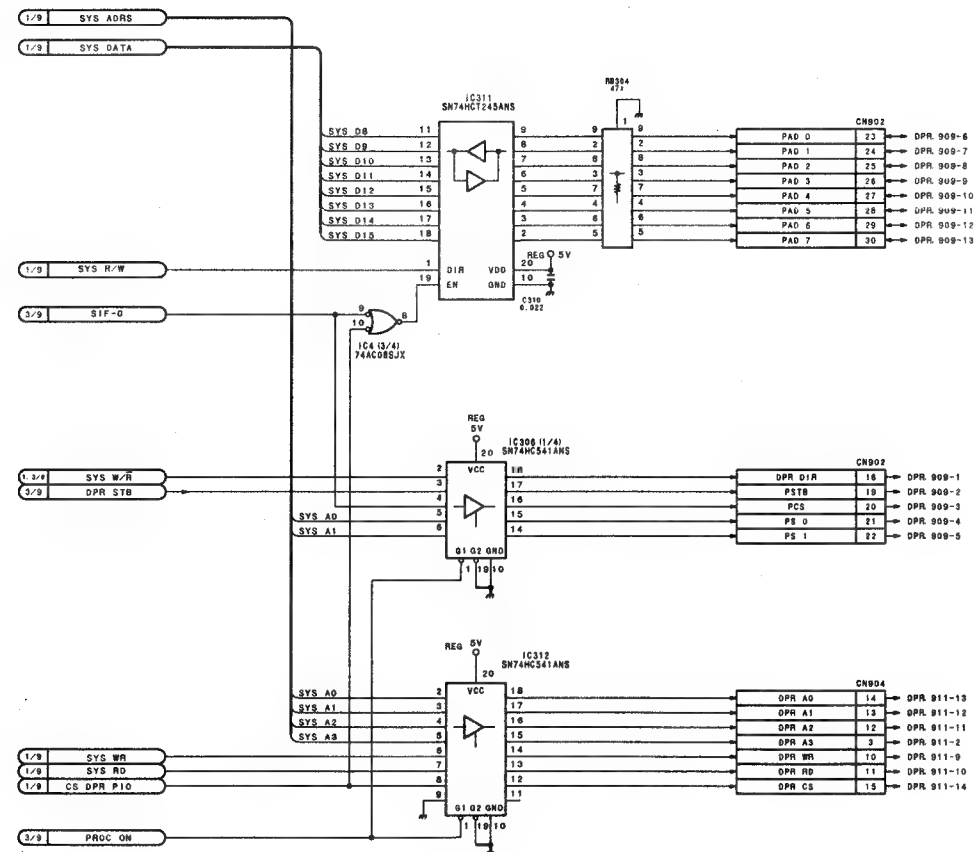 1/9 SYS ADRS
1/9 SYS DATA
IC311
SN74HCT245ANS
RB304
CN902
SYS D8 11 9 9 1 9 PAD 0 23 DPR 909-6
SYS D9 12 8 2 2 PAD 1 24 DPR 909-7
SYS D10 13 7 8 8 PAD 2 25 DPR 909-8
SYS D11 14 6 3 3 PAD 3 26 DPR 909-9
SYS D12 15 5 7 7 PAD 4 27 DPR 909-10
SYS D13 16 4 4 4 PAD 5 28 DPR 909-11
SYS D14 17 3 6 6 PAD 6 29 DPR 909-12
SYS D15 18 2 5 5 PAD 7 30 DPR 909-13
REG 5V
1/9 SYS R/W 1 DIR VDD 20
19 EN GND 10
C310
0.022
3/9 SIF-0 9 8
10
IC4 (3/4)
74AC08SJX
REG
5V
20
IC306 (1/4)
SN74HC541ANS
CN902
VCC
SYS W/R̅ 2 18 DPR DIR 18 DPR 909-1
3/9 DPR STB 3 17 PSTB 19 DPR 909-2
4 16 PCS 20 DPR 909-3
SYS A0 5 15 PS 0 21 DPR 909-4
SYS A1 6 14 PS 1 22 DPR 909-5
G1 G2 GND
1 19 10
REG 5V
20
IC312
SN74HC541ANS
CN904
VCC
SYS A0 2 18 DPR A0 14 DPR 911-13
SYS A1 3 17 DPR A1 13 DPR 911-12
SYS A2 4 16 DPR A2 12 DPR 911-11
SYS A3 5 15 DPR A3 3 DPR 911-2
1/9 SYS WR 6 14 DPR WR 10 DPR 911-9
1/9 SYS RD 7 13 DPR RD 11 DPR 911-10
1/9 CS DPR PIO 8 12 DPR CS 15 DPR 911-14
9 11
G1 G2 GND
1 19 10
3/9 PROC ON